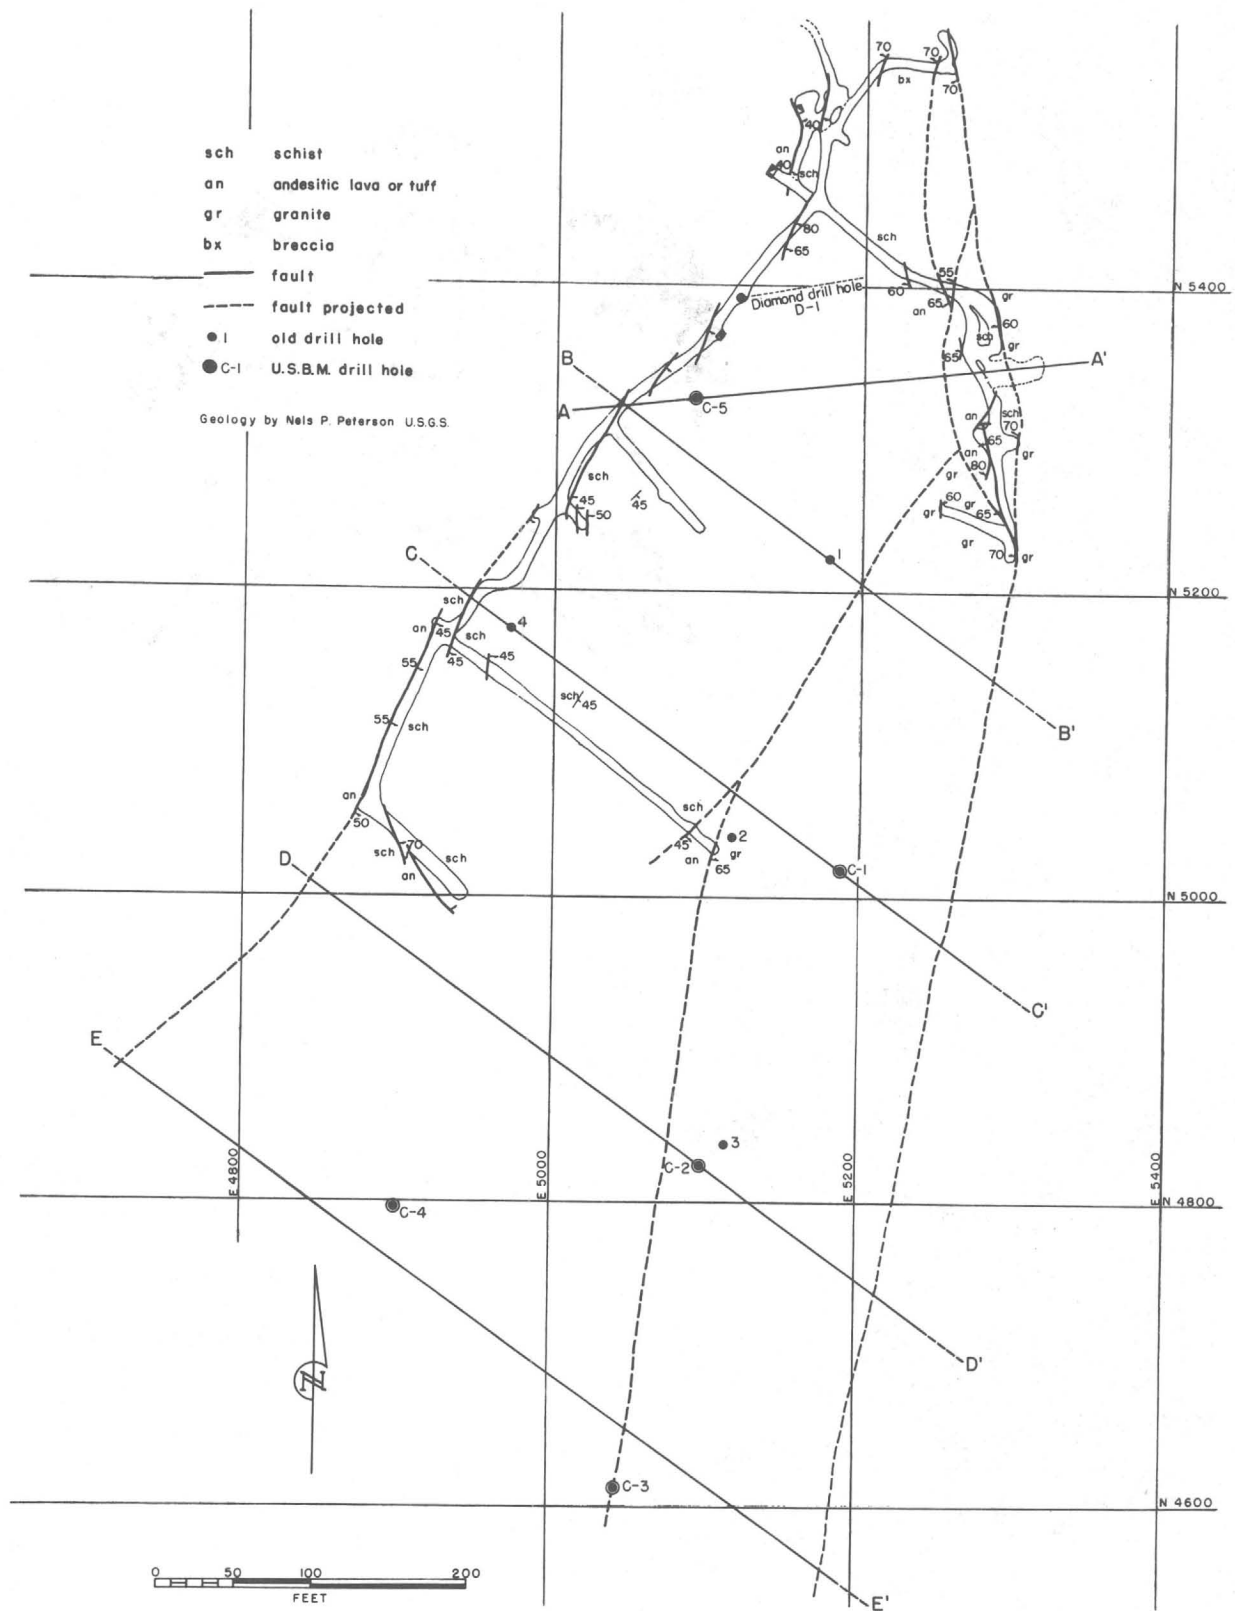 70
70
bx
70
40
an
40
sch
sch schist
an andesitic lava or tuff
gr granite
bx breccia
fault
fault projected
1 old drill hole
C-1 U.S.B.M. drill hole
Geology by Nels P. Peterson U.S.G.S.
80
65
sch
60
55
65
an
gr
N 5400
Diamond drill hole
D-1
60
sch
gr
65
B
A
A'
C-5
an
sch
70
65
an
80
gr
gr
sch
45
50
45
60
gr
gr
65
gr
70
gr
1
C
N 5200
sch
an
45
sch
45
45
4
55
sch
45
55
sch
B'
an
50
sch
70
sch
an
sch
45
an
gr
65
2
D
C-1
N 5000
C'
E
3
C-2
E 4800
E 5000
E 5200
E 5400
C-4
N 4800
N
D'
C-3
N 4600
0 50 100 200
FEET
E'